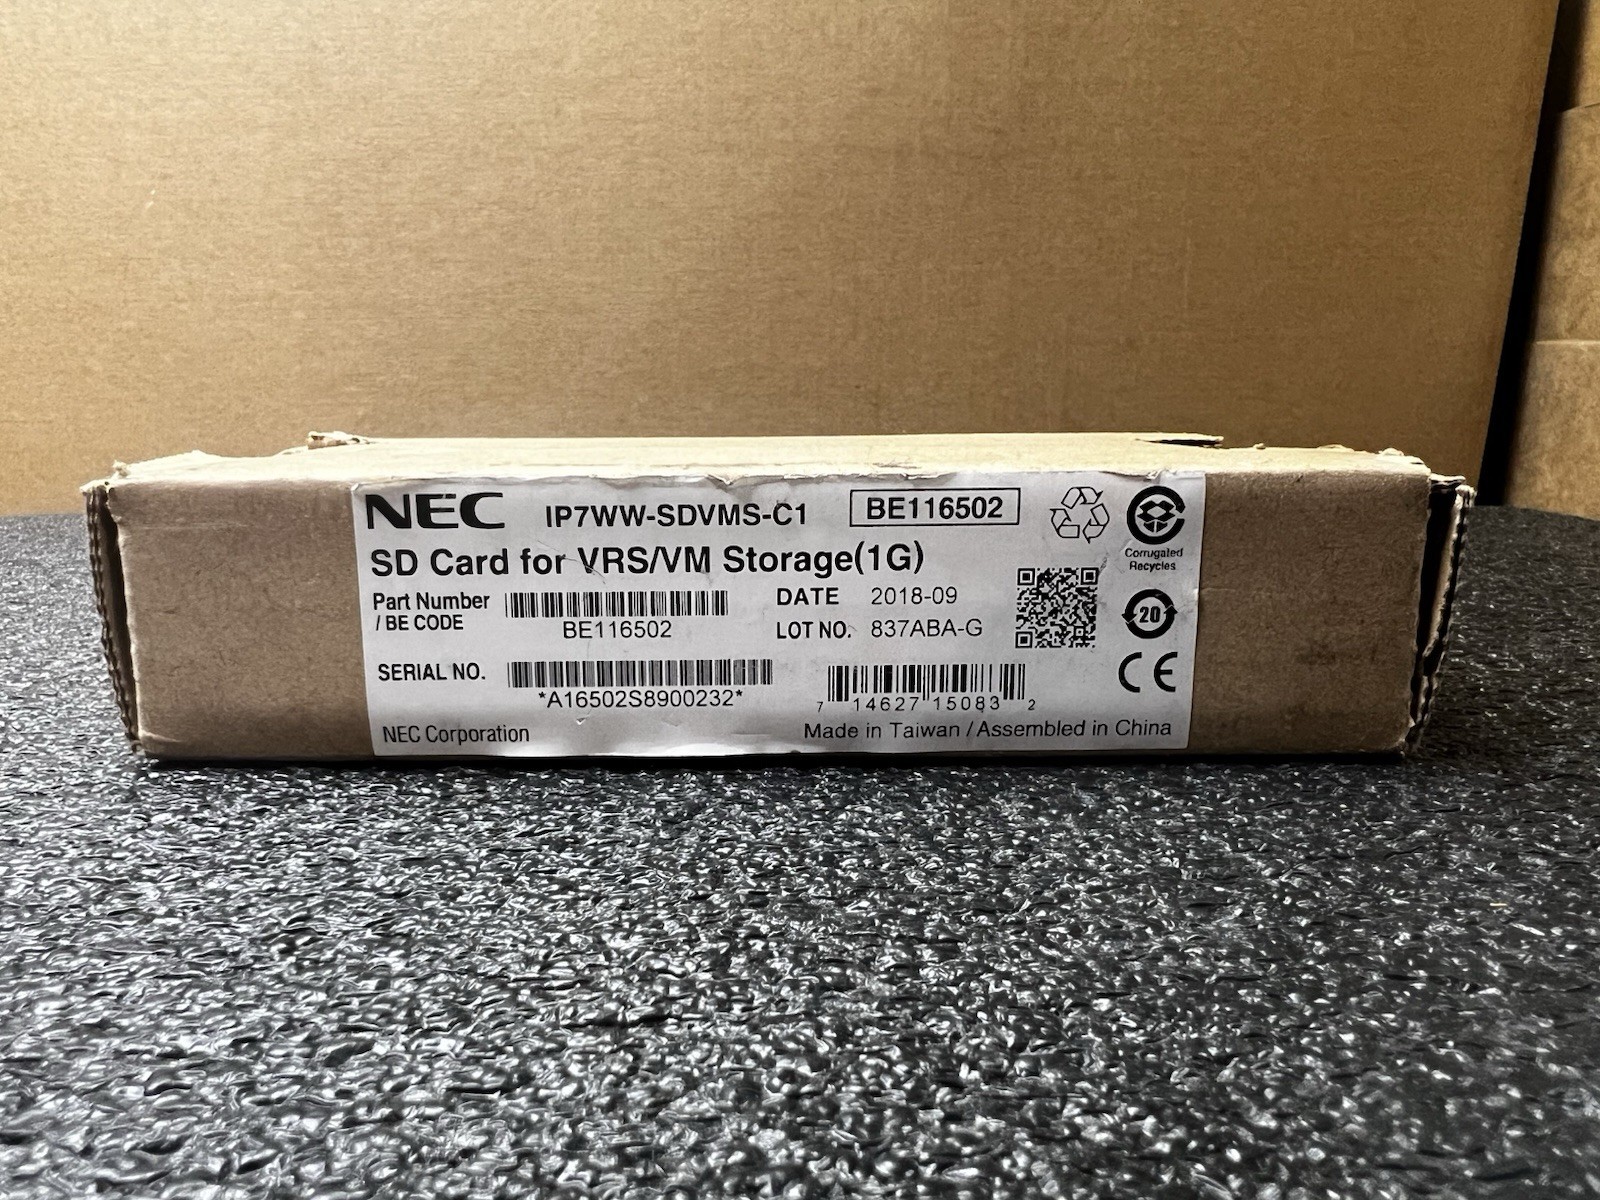 NEC IP7WW-SDVMS-C1 BE116502
SD Card for VRS/VM Storage(1G)
Corrugated
Recycles
Part Number
/ BE CODE
BE116502
DATE 2018-09
LOT NO. 837ABA-G
20
SERIAL NO.
*A16502S8900232*
7 14627 15083 2
CE
NEC Corporation
Made in Taiwan / Assembled in China